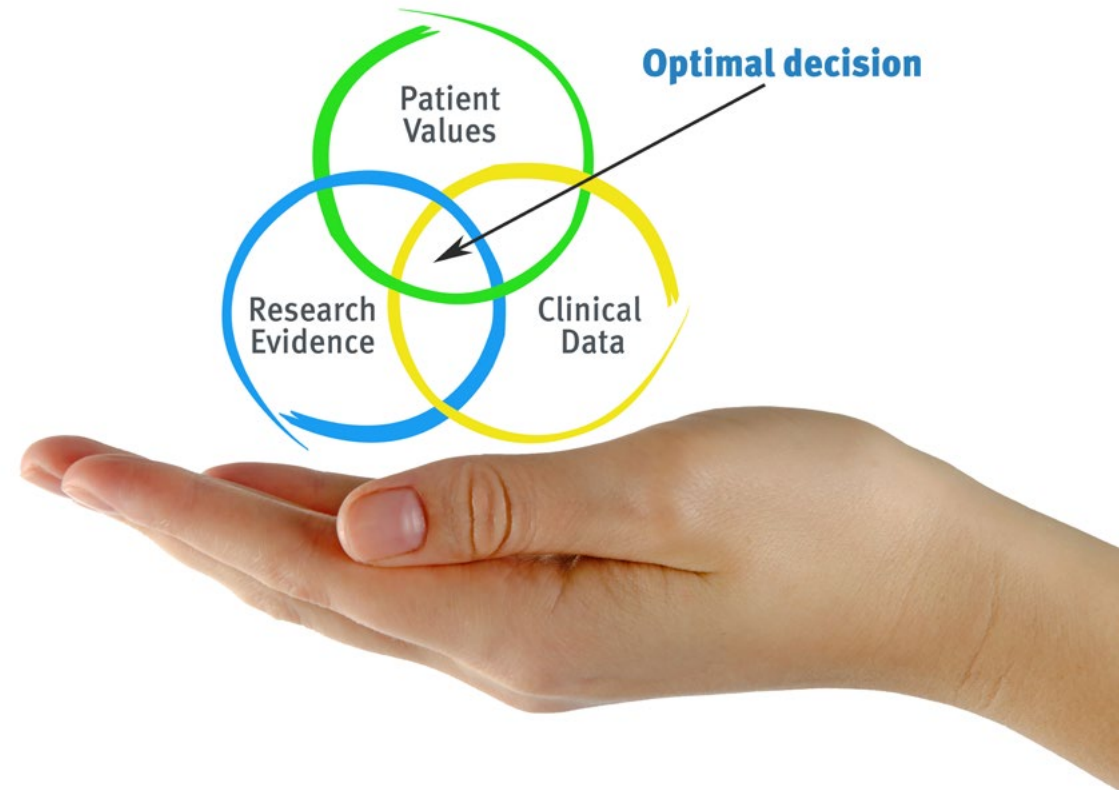 Optimal decision
Patient
Values
Research
Evidence
Clinical
Data